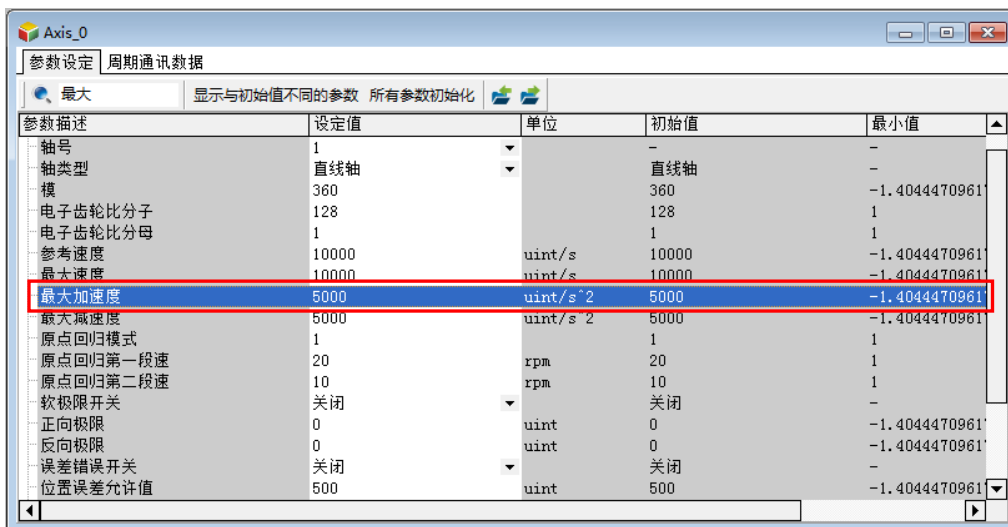 Axis_0
参数设定 周期通讯数据
最大 显示与初始值不同的参数 所有参数初始化
参数描述 设定值 单位 初始值 最小值
轴号 1 - -
轴类型 直线轴 直线轴 -
模 360 360 -1.4044470961
电子齿轮比分子 128 128 1
电子齿轮比分母 1 1 1
参考速度 10000 uint/s 10000 -1.4044470961
最大速度 10000 uint/s 10000 -1.4044470961
最大加速度 5000 uint/s^2 5000 -1.4044470961
最大减速度 5000 uint/s^2 5000 -1.4044470961
原点回归模式 1 1 1
原点回归第一段速 20 rpm 20 1
原点回归第二段速 10 rpm 10 1
软极限开关 关闭 关闭 -
正向极限 0 uint 0 -1.4044470961
反向极限 0 uint 0 -1.4044470961
误差错误开关 关闭 关闭 -
位置误差允许值 500 uint 500 -1.4044470961